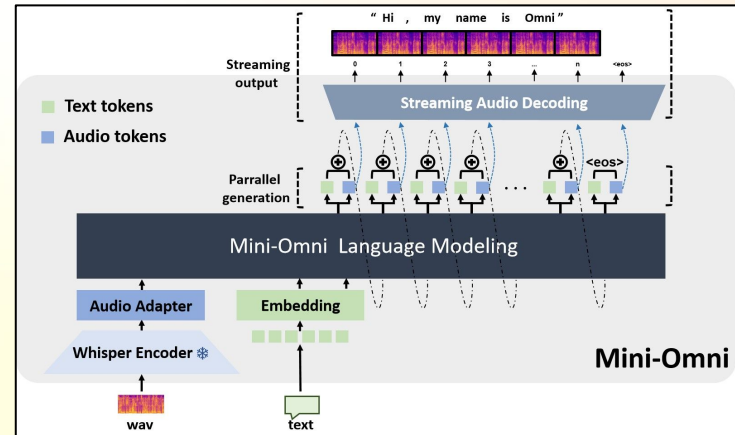 “ Hi , my name is Omni ”
Streaming output
0 1 2 3 ... n <eos>
Streaming Audio Decoding
Text tokens
Audio tokens
<eos>
Parrallel generation
. . .
Mini-Omni Language Modeling
Audio Adapter
Embedding
Whisper Encoder
Mini-Omni
wav
text